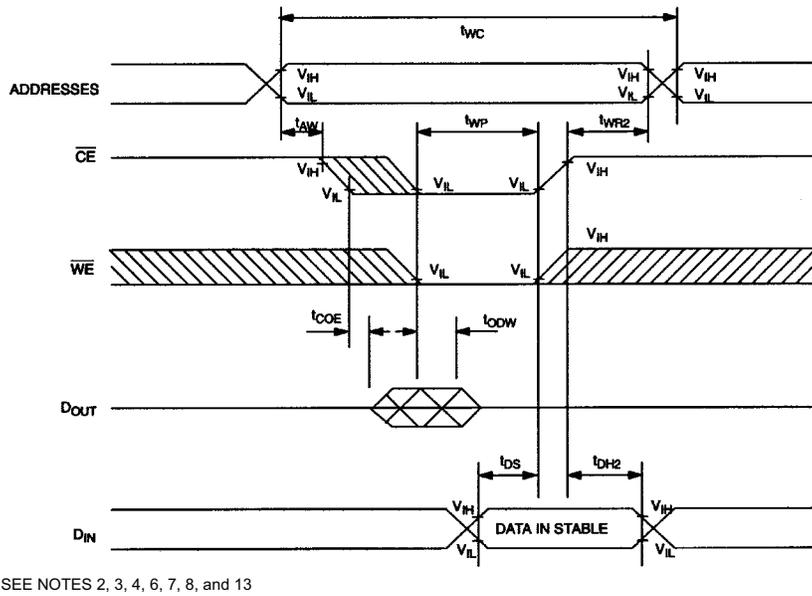 tWC
ADDRESSES
VIH VIH VIH
VIL VIL VIL
tAW tWP tWR2
CE
VIH VIH
VIL VIL VIL
VIH
WE
VIL VIL
tCOE tODW
DOUT
tDS tDH2
VIH VIH
DIN DATA IN STABLE
VIL VIL
SEE NOTES 2, 3, 4, 6, 7, 8, and 13